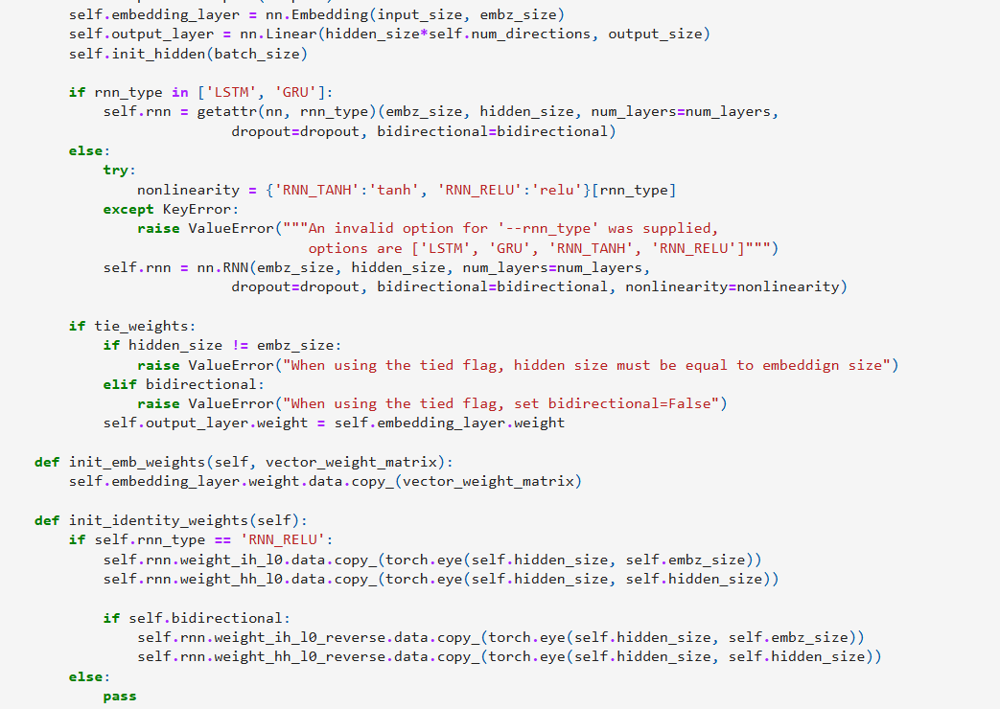 self.embedding_layer = nn.Embedding(input_size, embz_size)
self.output_layer = nn.Linear(hidden_size*self.num_directions, output_size)
self.init_hidden(batch_size)
if rnn_type in ['LSTM', 'GRU']:
self.rnn = getattr(nn, rnn_type)(embz_size, hidden_size, num_layers=num_layers,
dropout=dropout, bidirectional=bidirectional)
else:
try:
nonlinearity = {'RNN_TANH':'tanh', 'RNN_RELU':'relu'}[rnn_type]
except KeyError:
raise ValueError("""An invalid option for '--rnn_type' was supplied,
options are ['LSTM', 'GRU', 'RNN_TANH', 'RNN_RELU']""")
self.rnn = nn.RNN(embz_size, hidden_size, num_layers=num_layers,
dropout=dropout, bidirectional=bidirectional, nonlinearity=nonlinearity)
if tie_weights:
if hidden_size != embz_size:
raise ValueError("When using the tied flag, hidden size must be equal to embeddign size")
elif bidirectional:
raise ValueError("When using the tied flag, set bidirectional=False")
self.output_layer.weight = self.embedding_layer.weight
def init_emb_weights(self, vector_weight_matrix):
self.embedding_layer.weight.data.copy_(vector_weight_matrix)
def init_identity_weights(self):
if self.rnn_type == 'RNN_RELU':
self.rnn.weight_ih_l0.data.copy_(torch.eye(self.hidden_size, self.embz_size))
self.rnn.weight_hh_l0.data.copy_(torch.eye(self.hidden_size, self.hidden_size))
if self.bidirectional:
self.rnn.weight_ih_l0_reverse.data.copy_(torch.eye(self.hidden_size, self.embz_size))
self.rnn.weight_hh_l0_reverse.data.copy_(torch.eye(self.hidden_size, self.hidden_size))
else:
pass